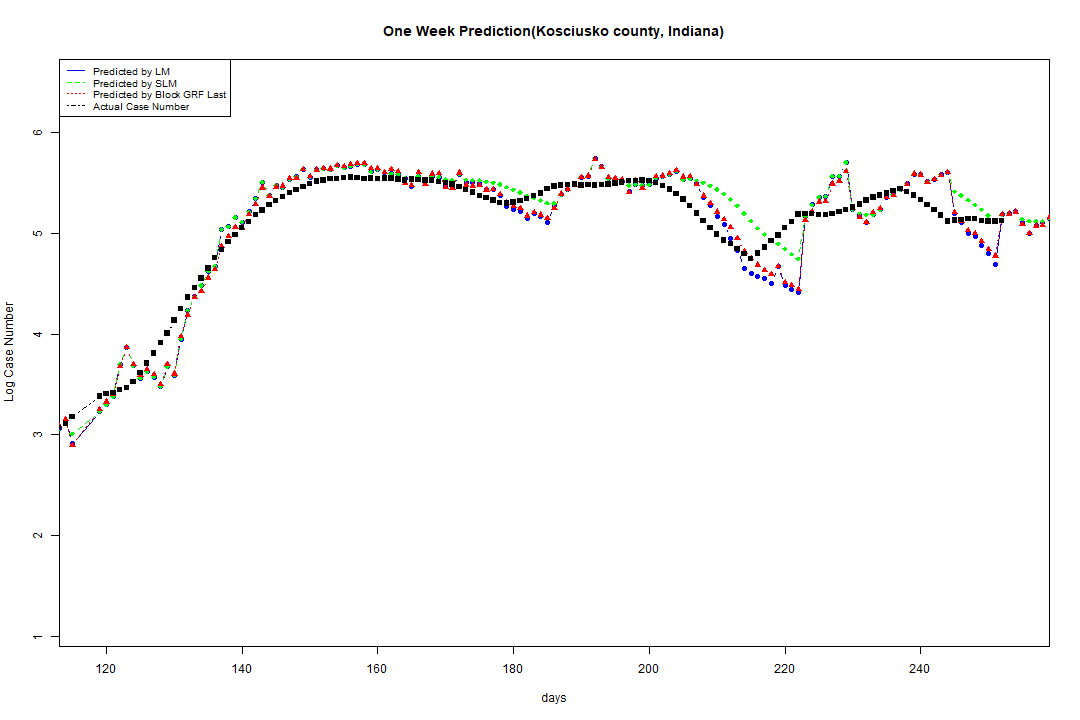 One Week Prediction(Kosciusko county, Indiana)
Predicted by LM
Predicted by SLM
Predicted by Block GRF Last
Actual Case Number
6
5
4
3
2
1
Log Case Number
120 140 160 180 200 220 240
days